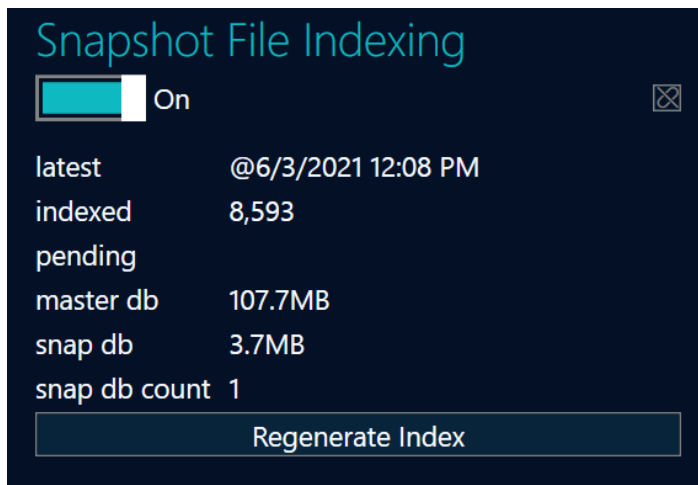 Snapshot File Indexing
On
latest @6/3/2021 12:08 PM
indexed 8,593
pending
master db 107.7MB
snap db 3.7MB
snap db count 1
Regenerate Index